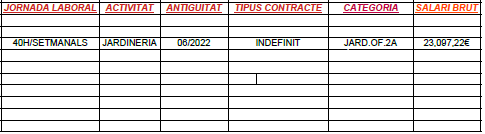 JORNADA LABORAL ACTIVITAT ANTIGUITAT TIPUS CONTRACTE CATEGORIA SALARI BRUT
40H/SETMANALS JARDINERIA 06/2022 INDEFINIT JARD.OF.2A 23,097,22€